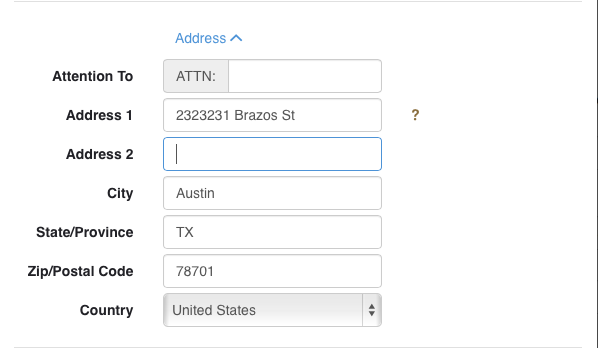 Address
Attention To ATTN:
Address 1 2323231 Brazos St ?
Address 2
City Austin
State/Province TX
Zip/Postal Code 78701
Country United States